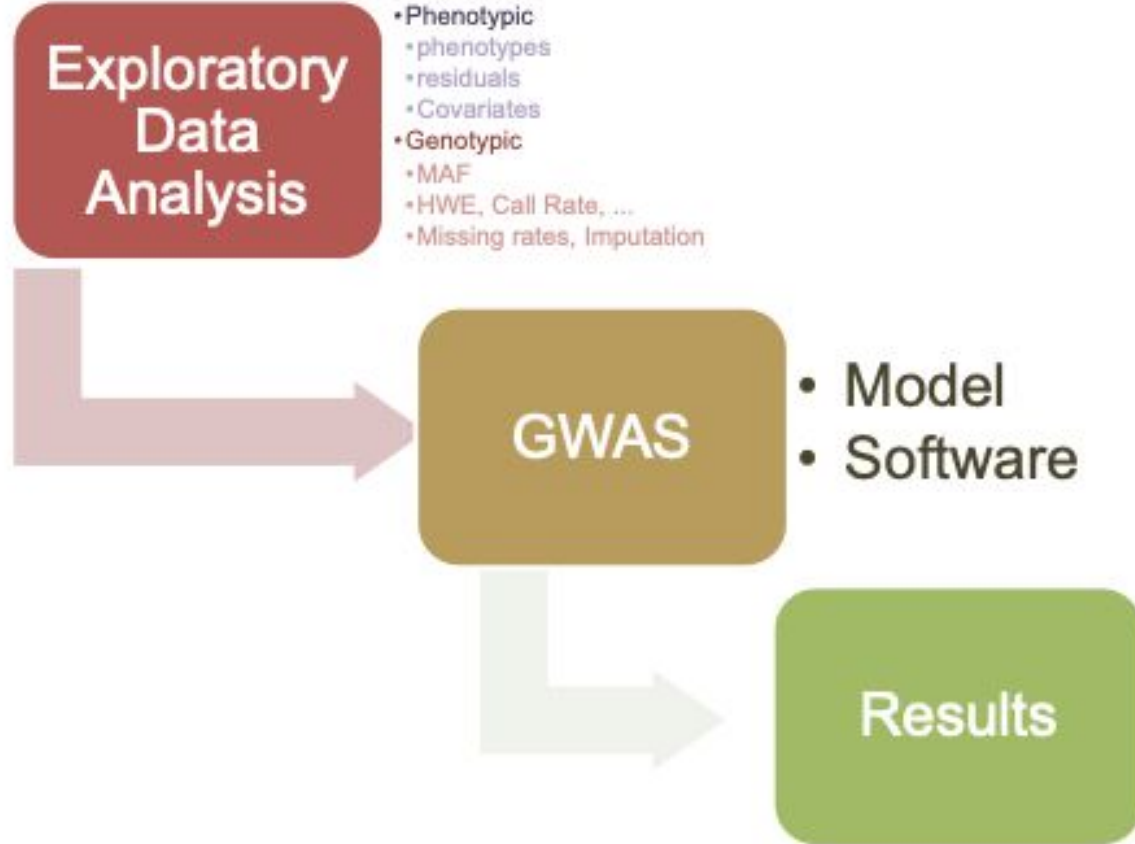 Exploratory
Data
Analysis
•Phenotypic
•phenotypes
•residuals
•Covariates
•Genotypic
•MAF
•HWE, Call Rate, ...
•Missing rates, Imputation
GWAS
• Model
• Software
Results